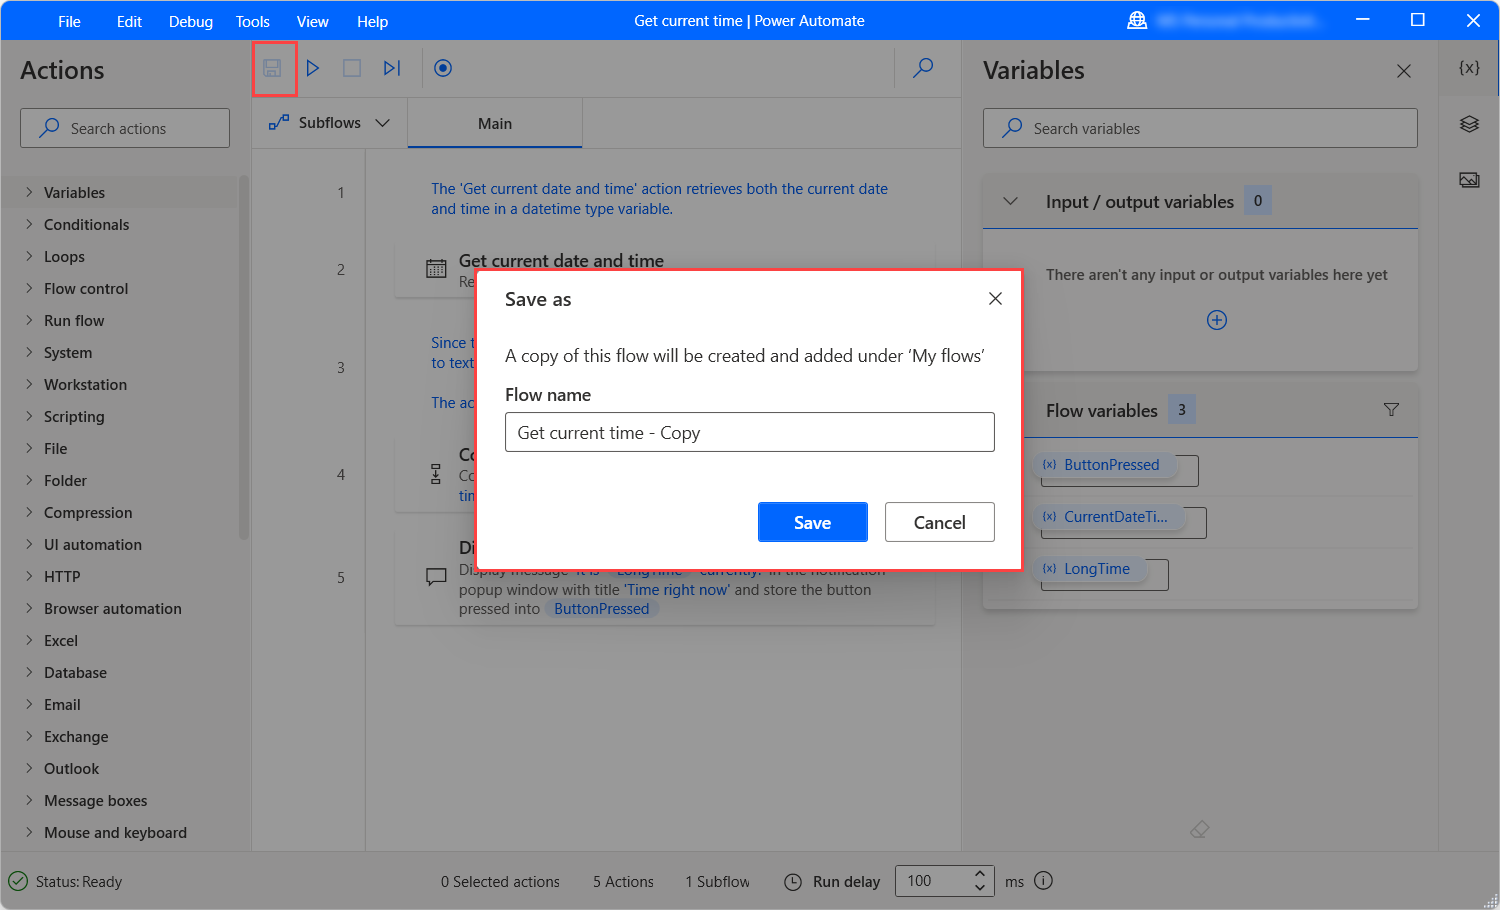 File Edit Debug Tools View Help
Get current time | Power Automate
Actions
Search actions
Variables
Conditionals
Loops
Flow control
Run flow
System
Workstation
Scripting
File
Folder
Compression
UI automation
HTTP
Browser automation
Excel
Database
Email
Exchange
Outlook
Message boxes
Mouse and keyboard
Subflows
Main
1
The 'Get current date and time' action retrieves both the current date
and time in a datetime type variable.
2
Get current date and time
3
Since
to text
The
4
5
Display message 'It is LongTime currently.' in the notification
popup window with title 'Time right now' and store the button
pressed into ButtonPressed
Save as
A copy of this flow will be created and added under 'My flows'
Flow name
Get current time - Copy
Save
Cancel
Variables
Search variables
Input / output variables 0
There aren't any input or output variables here yet
Flow variables 3
{x} ButtonPressed
{x} CurrentDateTi...
{x} LongTime
{x}
Status: Ready
0 Selected actions
5 Actions
1 Subflow
Run delay
100
ms